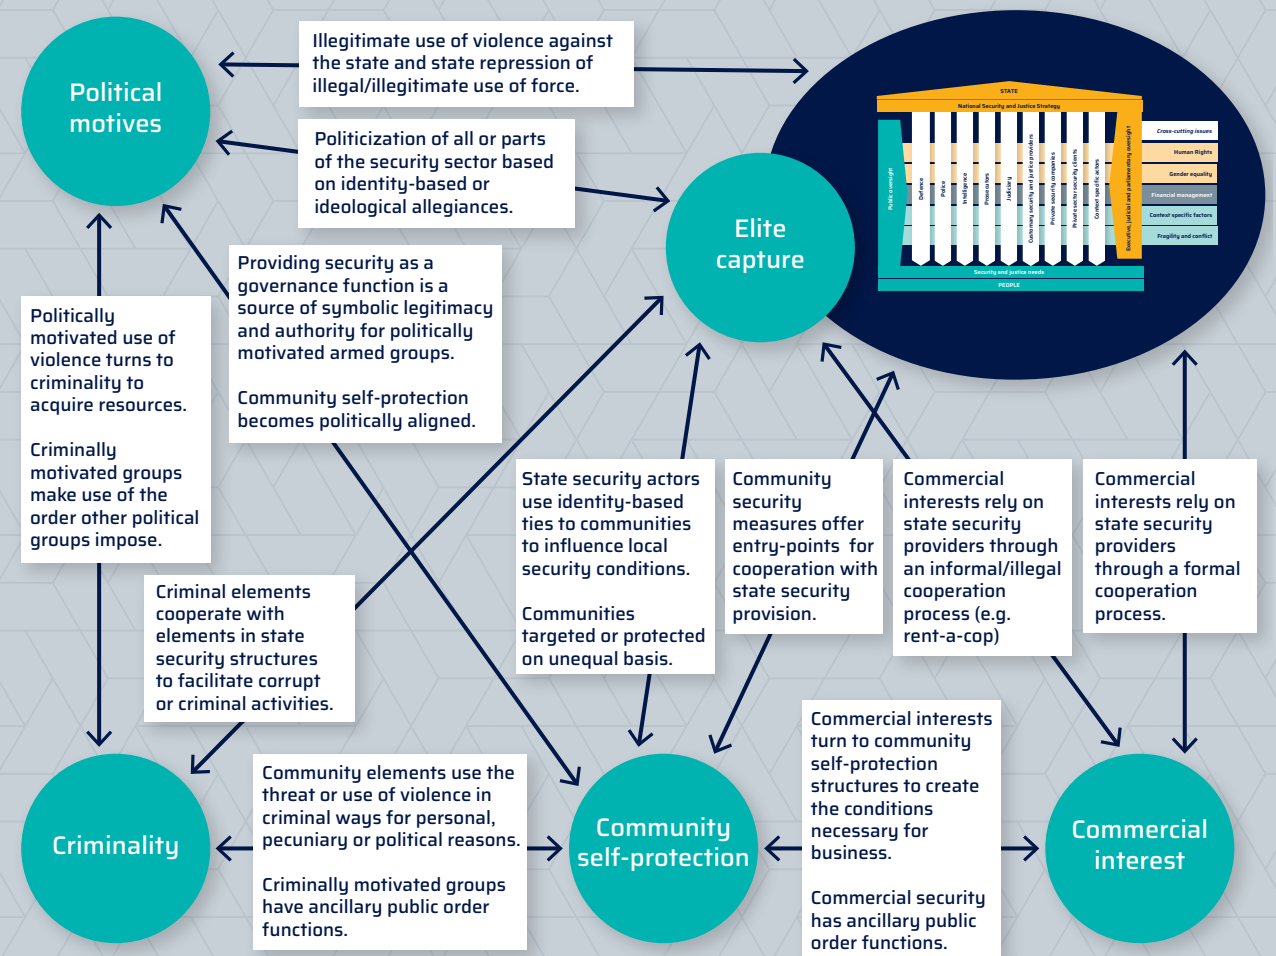 Political
motives
Illegitimate use of violence against
the state and state repression of
illegal/illegitimate use of force.
Politicization of all or parts
of the security sector based
on identity-based or
ideological allegiances.
Elite
capture
STATE
National Security and Justice Strategy
Public oversight
Defence
Police
Intelligence
Prosecutors
Judiciary
Customary security and justice providers
Private security companies
Private sector security clients
Context specific actors
Executive, judicial and parliamentary oversight
Cross-cutting issues
Human Rights
Gender equality
Financial management
Context specific factors
Fragility and conflict
Security and justice needs
PEOPLE
Providing security as a
governance function is a
source of symbolic legitimacy
and authority for politically
motivated armed groups.
Community self-protection
becomes politically aligned.
Politically
motivated use of
violence turns to
criminality to
acquire resources.
Criminally
motivated groups
make use of the
order other political
groups impose.
State security actors
use identity-based
ties to communities
to influence local
security conditions.
Communities
targeted or protected
on unequal basis.
Community
security
measures offer
entry-points for
cooperation with
state security
provision.
Commercial
interests rely on
state security
providers through
an informal/illegal
cooperation
process (e.g.
rent-a-cop)
Commercial
interests rely on
state security
providers
through a formal
cooperation
process.
Criminal elements
cooperate with
elements in state
security structures
to facilitate corrupt
or criminal activities.
Criminality
Community elements use the
threat or use of violence in
criminal ways for personal,
pecuniary or political reasons.
Criminally motivated groups
have ancillary public order
functions.
Community
self-protection
Commercial interests
turn to community
self-protection
structures to create
the conditions
necessary for
business.
Commercial security
has ancillary public
order functions.
Commercial
interest